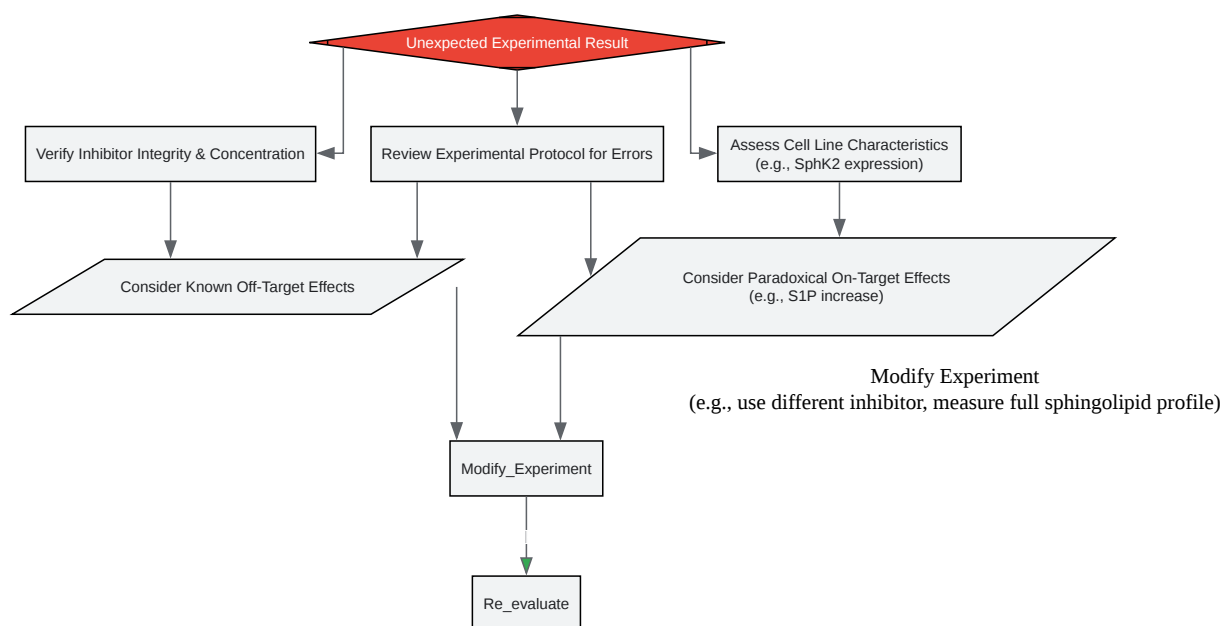 Unexpected Experimental Result
Verify Inhibitor Integrity & Concentration
Review Experimental Protocol for Errors
Assess Cell Line Characteristics
(e.g., SphK2 expression)
Consider Known Off-Target Effects
Consider Paradoxical On-Target Effects
(e.g., S1P increase)
Modify Experiment
(e.g., use different inhibitor, measure full sphingolipid profile)
Modify_Experiment
Re_evaluate